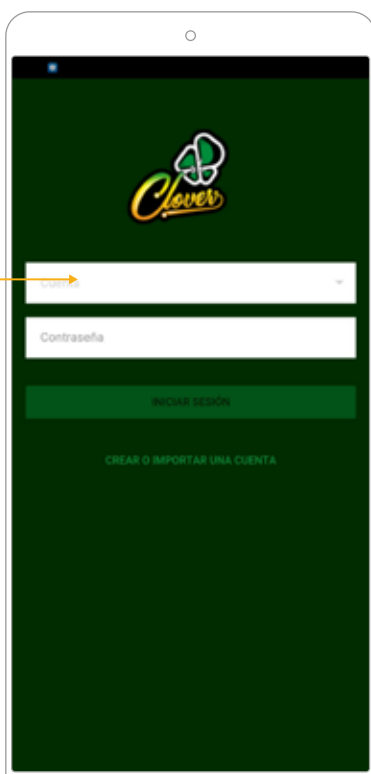 Clover
Cuenta
Contraseña
INICIAR SESIÓN
CREAR O IMPORTAR UNA CUENTA